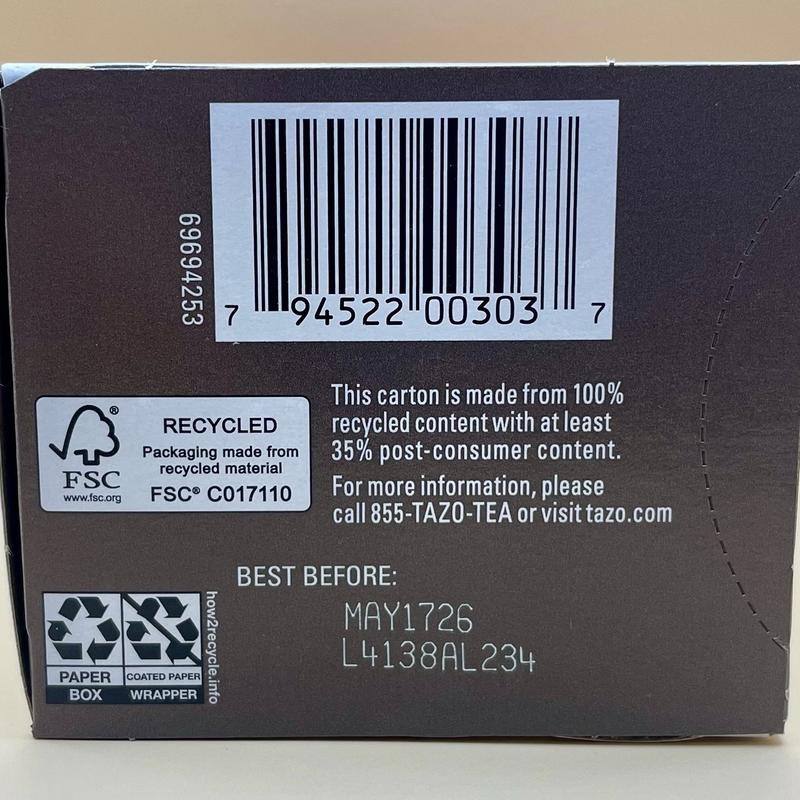 69694253
7 94522 00303 7
FSC®
www.fsc.org
RECYCLED
Packaging made from
recycled material
FSC® C017110
This carton is made from 100%
recycled content with at least
35% post-consumer content.
For more information, please
call 855-TAZO-TEA or visit tazo.com
BEST BEFORE:
MAY1726
L4138AL234
PAPER
BOX
COATED PAPER
WRAPPER
how2recycle.info